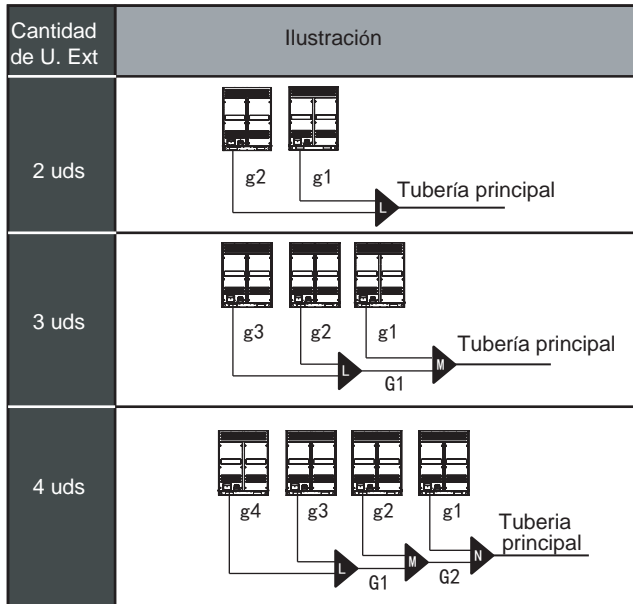 Cantidad
de U. Ext
Ilustración
2 uds
g2
g1
L
Tubería principal
3 uds
g3
g2
g1
L
G1
M
Tubería principal
4 uds
g4
g3
g2
g1
L
G1
M
G2
N
Tuberia
principal